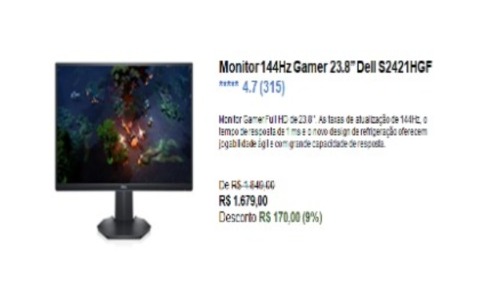 Monitor 144Hz Gamer 23.8” Dell S2421HGF
***** 4.7 (315)
Monitor Gamer Full HD de 23.8". As taxas de atualização de 144Hz, o
tempo de resposta de 1ms e o novo design de refrigeração oferecem
jogabilidade ágil e com grande capacidade de resposta.
De R$ 1.849,00
R$ 1.679,00
Desconto R$ 170,00 (9%)